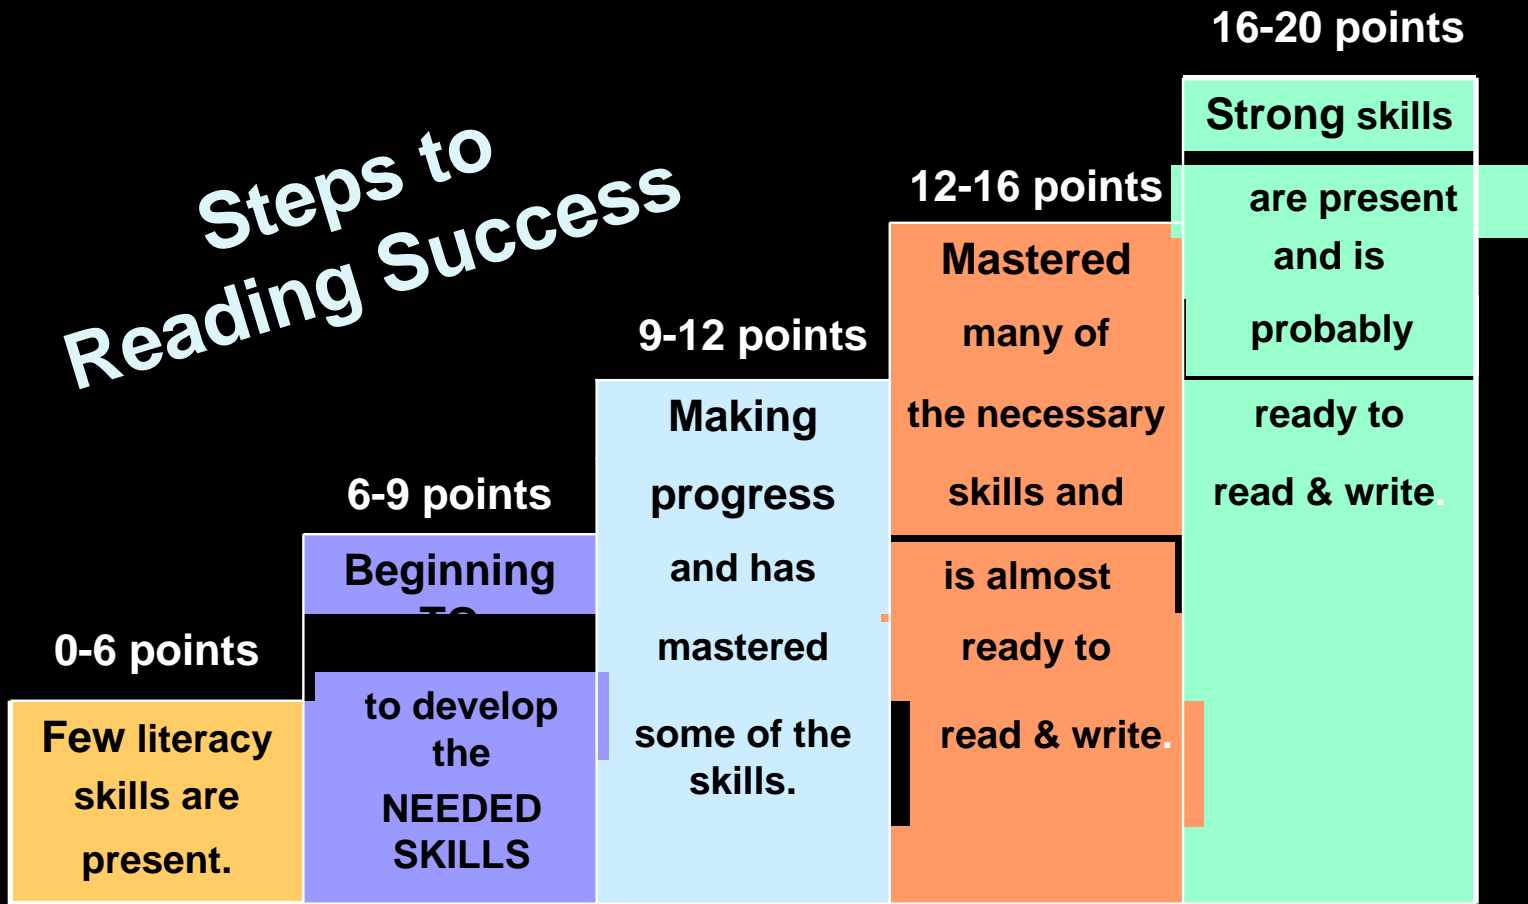 Steps to
Reading Success
0-6 points
Few literacy
skills are
present.
6-9 points
Beginning
TO
to develop
the
NEEDED
SKILLS
9-12 points
Making
progress
and has
mastered
some of the
skills.
12-16 points
Mastered
many of
the necessary
skills and
is almost
ready to
read & write.
16-20 points
Strong skills
are present
and is
probably
ready to
read & write.